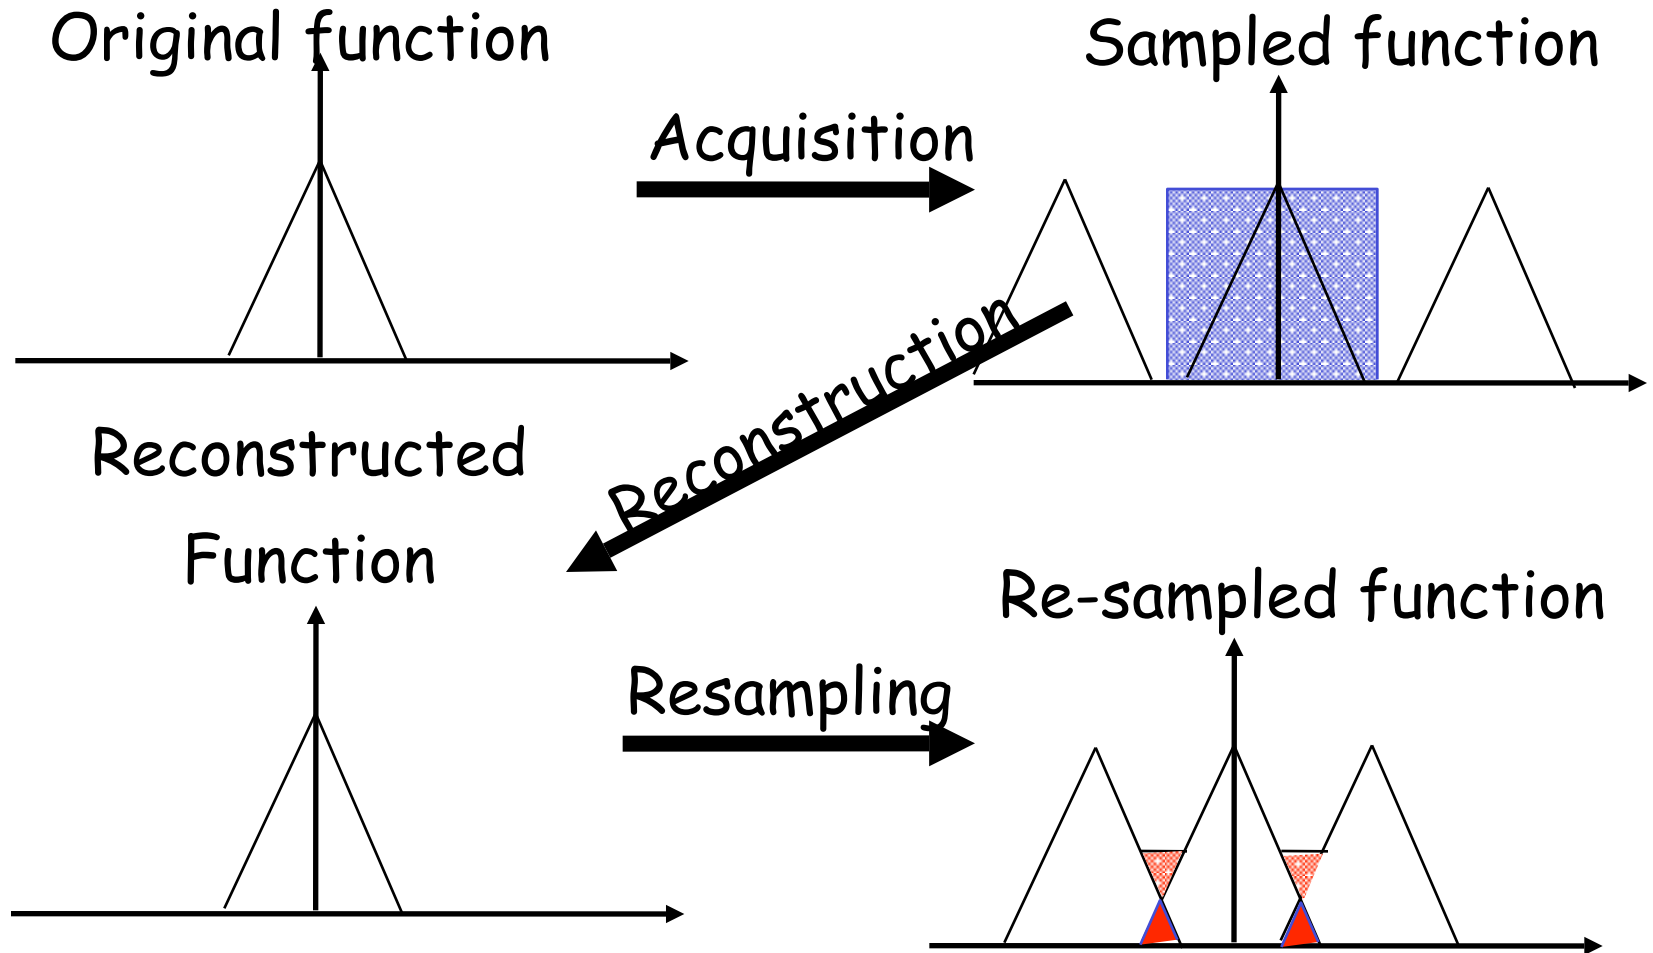 Original function
Sampled function
Acquisition
Reconstruction
Reconstructed
Function
Resampling
Re-sampled function